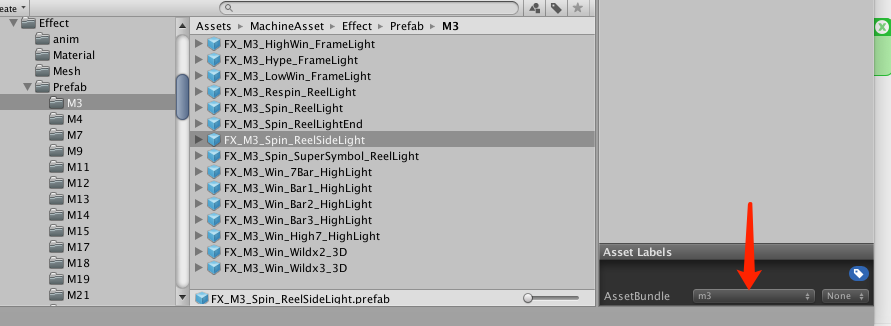 eate
Effect
anim
Material
Mesh
Prefab
M3
M4
M7
M9
M11
M12
M13
M14
M15
M17
M18
M19
M21
Assets ▸ MachineAsset ▸ Effect ▸ Prefab ▸ M3
FX_M3_HighWin_FrameLight
FX_M3_Hype_FrameLight
FX_M3_LowWin_FrameLight
FX_M3_Respin_ReelLight
FX_M3_Spin_ReelLight
FX_M3_Spin_ReelLightEnd
FX_M3_Spin_ReelSideLight
FX_M3_Spin_SuperSymbol_ReelLight
FX_M3_Win_7Bar_HighLight
FX_M3_Win_Bar1_HighLight
FX_M3_Win_Bar2_HighLight
FX_M3_Win_Bar3_HighLight
FX_M3_Win_High7_HighLight
FX_M3_Win_Wildx2_3D
FX_M3_Win_Wildx3_3D
FX_M3_Spin_ReelSideLight.prefab
Asset Labels
AssetBundle m3 None